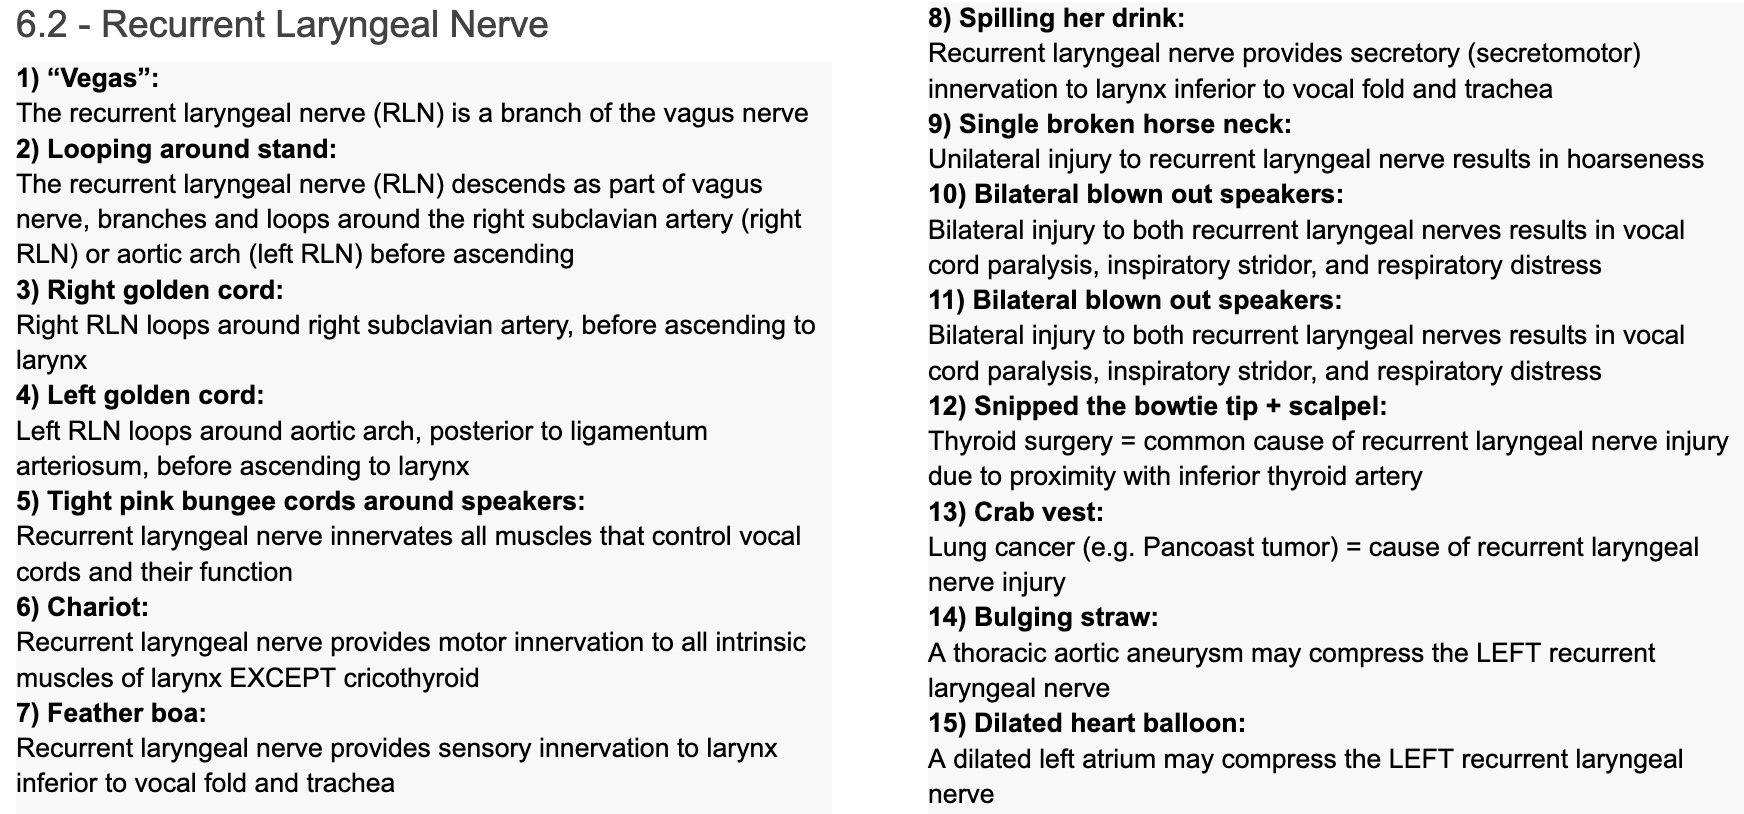 6.2 - Recurrent Laryngeal Nerve
1) “Vegas”:
The recurrent laryngeal nerve (RLN) is a branch of the vagus nerve
2) Looping around stand:
The recurrent laryngeal nerve (RLN) descends as part of vagus
nerve, branches and loops around the right subclavian artery (right
RLN) or aortic arch (left RLN) before ascending
3) Right golden cord:
Right RLN loops around right subclavian artery, before ascending to
larynx
4) Left golden cord:
Left RLN loops around aortic arch, posterior to ligamentum
arteriosum, before ascending to larynx
5) Tight pink bungee cords around speakers:
Recurrent laryngeal nerve innervates all muscles that control vocal
cords and their function
6) Chariot:
Recurrent laryngeal nerve provides motor innervation to all intrinsic
muscles of larynx EXCEPT cricothyroid
7) Feather boa:
Recurrent laryngeal nerve provides sensory innervation to larynx
inferior to vocal fold and trachea
8) Spilling her drink:
Recurrent laryngeal nerve provides secretory (secretomotor)
innervation to larynx inferior to vocal fold and trachea
9) Single broken horse neck:
Unilateral injury to recurrent laryngeal nerve results in hoarseness
10) Bilateral blown out speakers:
Bilateral injury to both recurrent laryngeal nerves results in vocal
cord paralysis, inspiratory stridor, and respiratory distress
11) Bilateral blown out speakers:
Bilateral injury to both recurrent laryngeal nerves results in vocal
cord paralysis, inspiratory stridor, and respiratory distress
12) Snipped the bowtie tip + scalpel:
Thyroid surgery = common cause of recurrent laryngeal nerve injury
due to proximity with inferior thyroid artery
13) Crab vest:
Lung cancer (e.g. Pancoast tumor) = cause of recurrent laryngeal
nerve injury
14) Bulging straw:
A thoracic aortic aneurysm may compress the LEFT recurrent
laryngeal nerve
15) Dilated heart balloon:
A dilated left atrium may compress the LEFT recurrent laryngeal
nerve